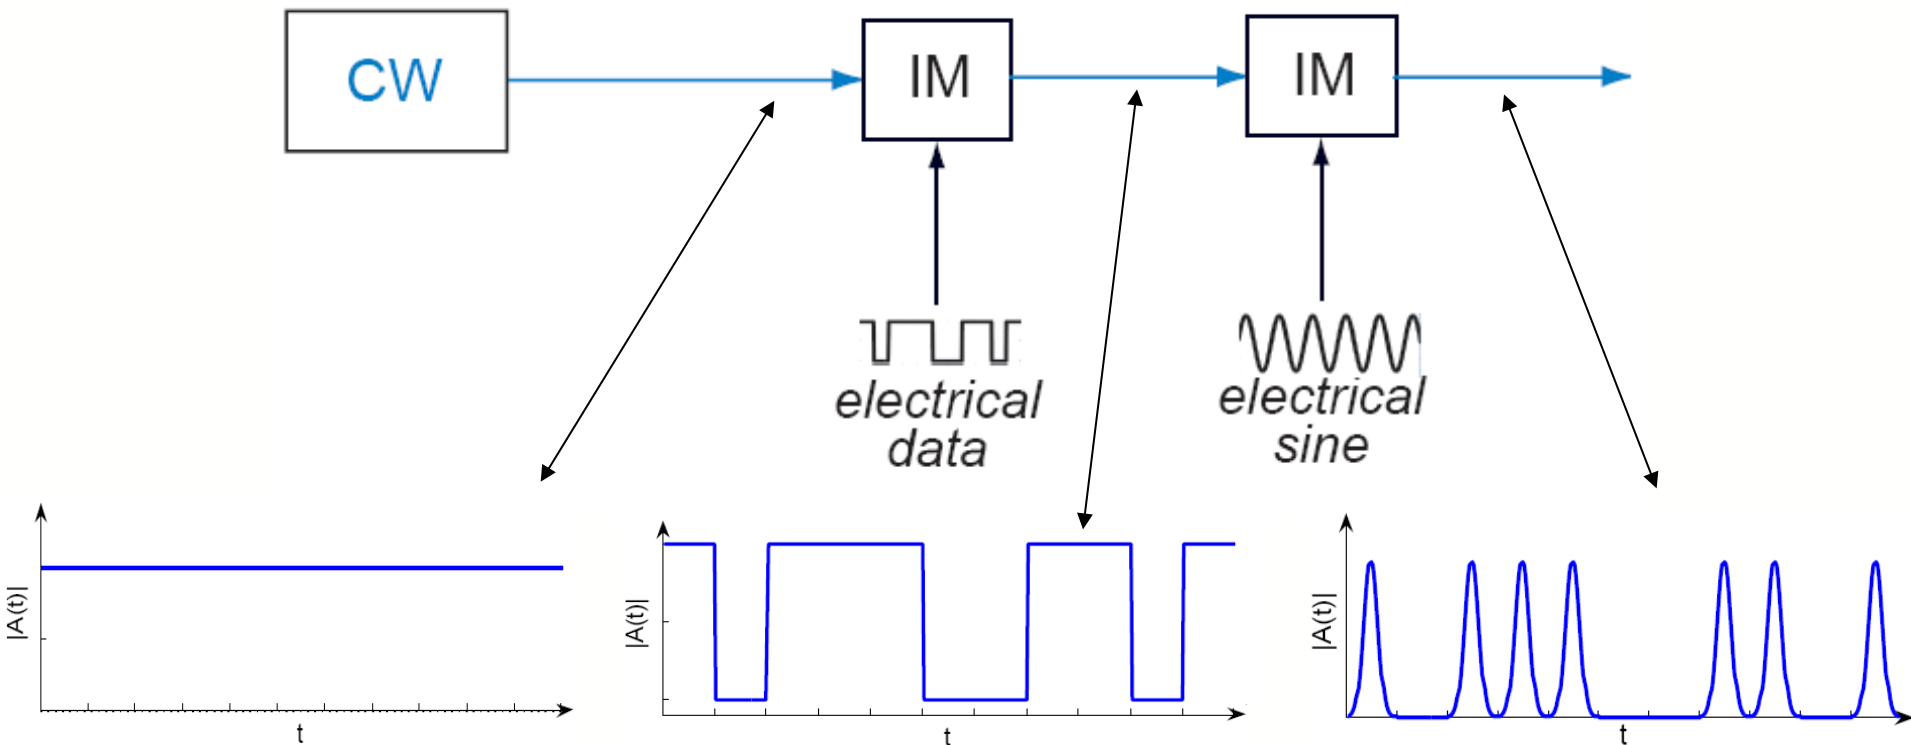 CW
IM
IM
electrical
data
electrical
sine
|A(t)|
t
|A(t)|
t
|A(t)|
t